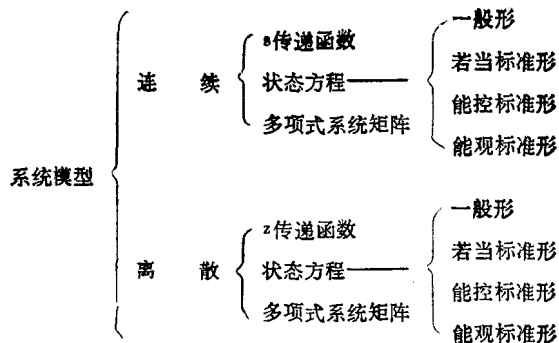 系统模型
连续
s传递函数
状态方程
一般形
若当标准形
能控标准形
能观标准形
多项式系统矩阵
离散
z传递函数
状态方程
一般形
若当标准形
能控标准形
能观标准形
多项式系统矩阵